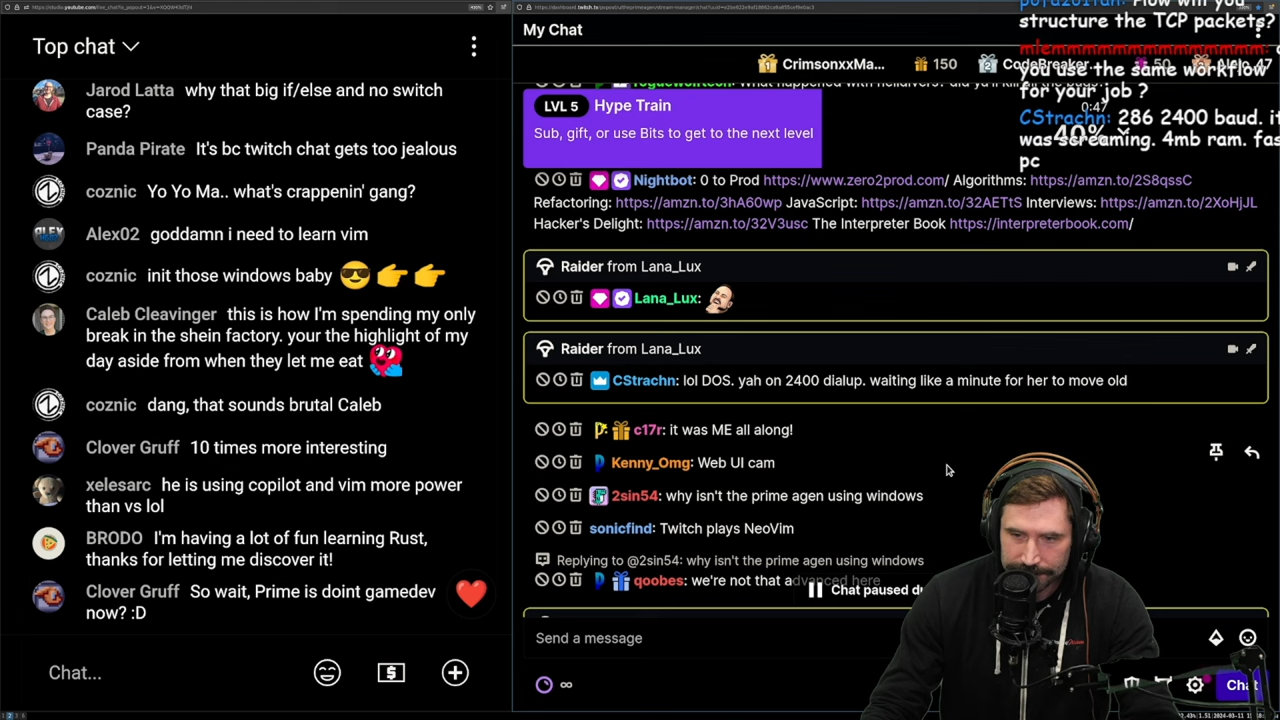 Top chat
Jarod Latta why that big if/else and no switch
case?
Panda Pirate It's bc twitch chat gets too jealous
coznic Yo Yo Ma.. what's crappenin' gang?
Alex02 goddamn i need to learn vim
coznic init those windows baby
Caleb Cleavinger this is how I'm spending my only
break in the shein factory. your the highlight of my
day aside from when they let me eat
coznic dang, that sounds brutal Caleb
Clover Gruff 10 times more interesting
xelesarc he is using copilot and vim more power
than vs lol
BRODO I'm having a lot of fun learning Rust,
thanks for letting me discover it!
Clover Gruff So wait, Prime is doint gamedev
now? :D
Chat...
My Chat
CrimsonxxMa... 150 CodeBreaker 50
LVL 5 Hype Train
Sub, gift, or use Bits to get to the next level
0:47
40%
Nightbot: 0 to Prod https://www.zero2prod.com/ Algorithms: https://amzn.to/2S8qssC
Refactoring: https://amzn.to/3hA60wp JavaScript: https://amzn.to/32AETtS Interviews: https://amzn.to/2XoHjJL
Hacker's Delight: https://amzn.to/32V3usc The Interpreter Book https://interpreterbook.com/
Raider from Lana_Lux
Lana_Lux:
Raider from Lana_Lux
CStrachn: lol DOS. yah on 2400 dialup. waiting like a minute for her to move old
c17r: it was ME all along!
Kenny_Omg: Web UI cam
2sin54: why isn't the prime agen using windows
sonicfind: Twitch plays NeoVim
Replying to @2sin54: why isn't the prime agen using windows
qoobes: we're not that advanced here
Chat paused du
Send a message
Chat
structure the TCP packets?
you use the same workflow
for your job ?
CStrachn: 286 2400 baud. it
was screaming. 4mb ram. fas
pc